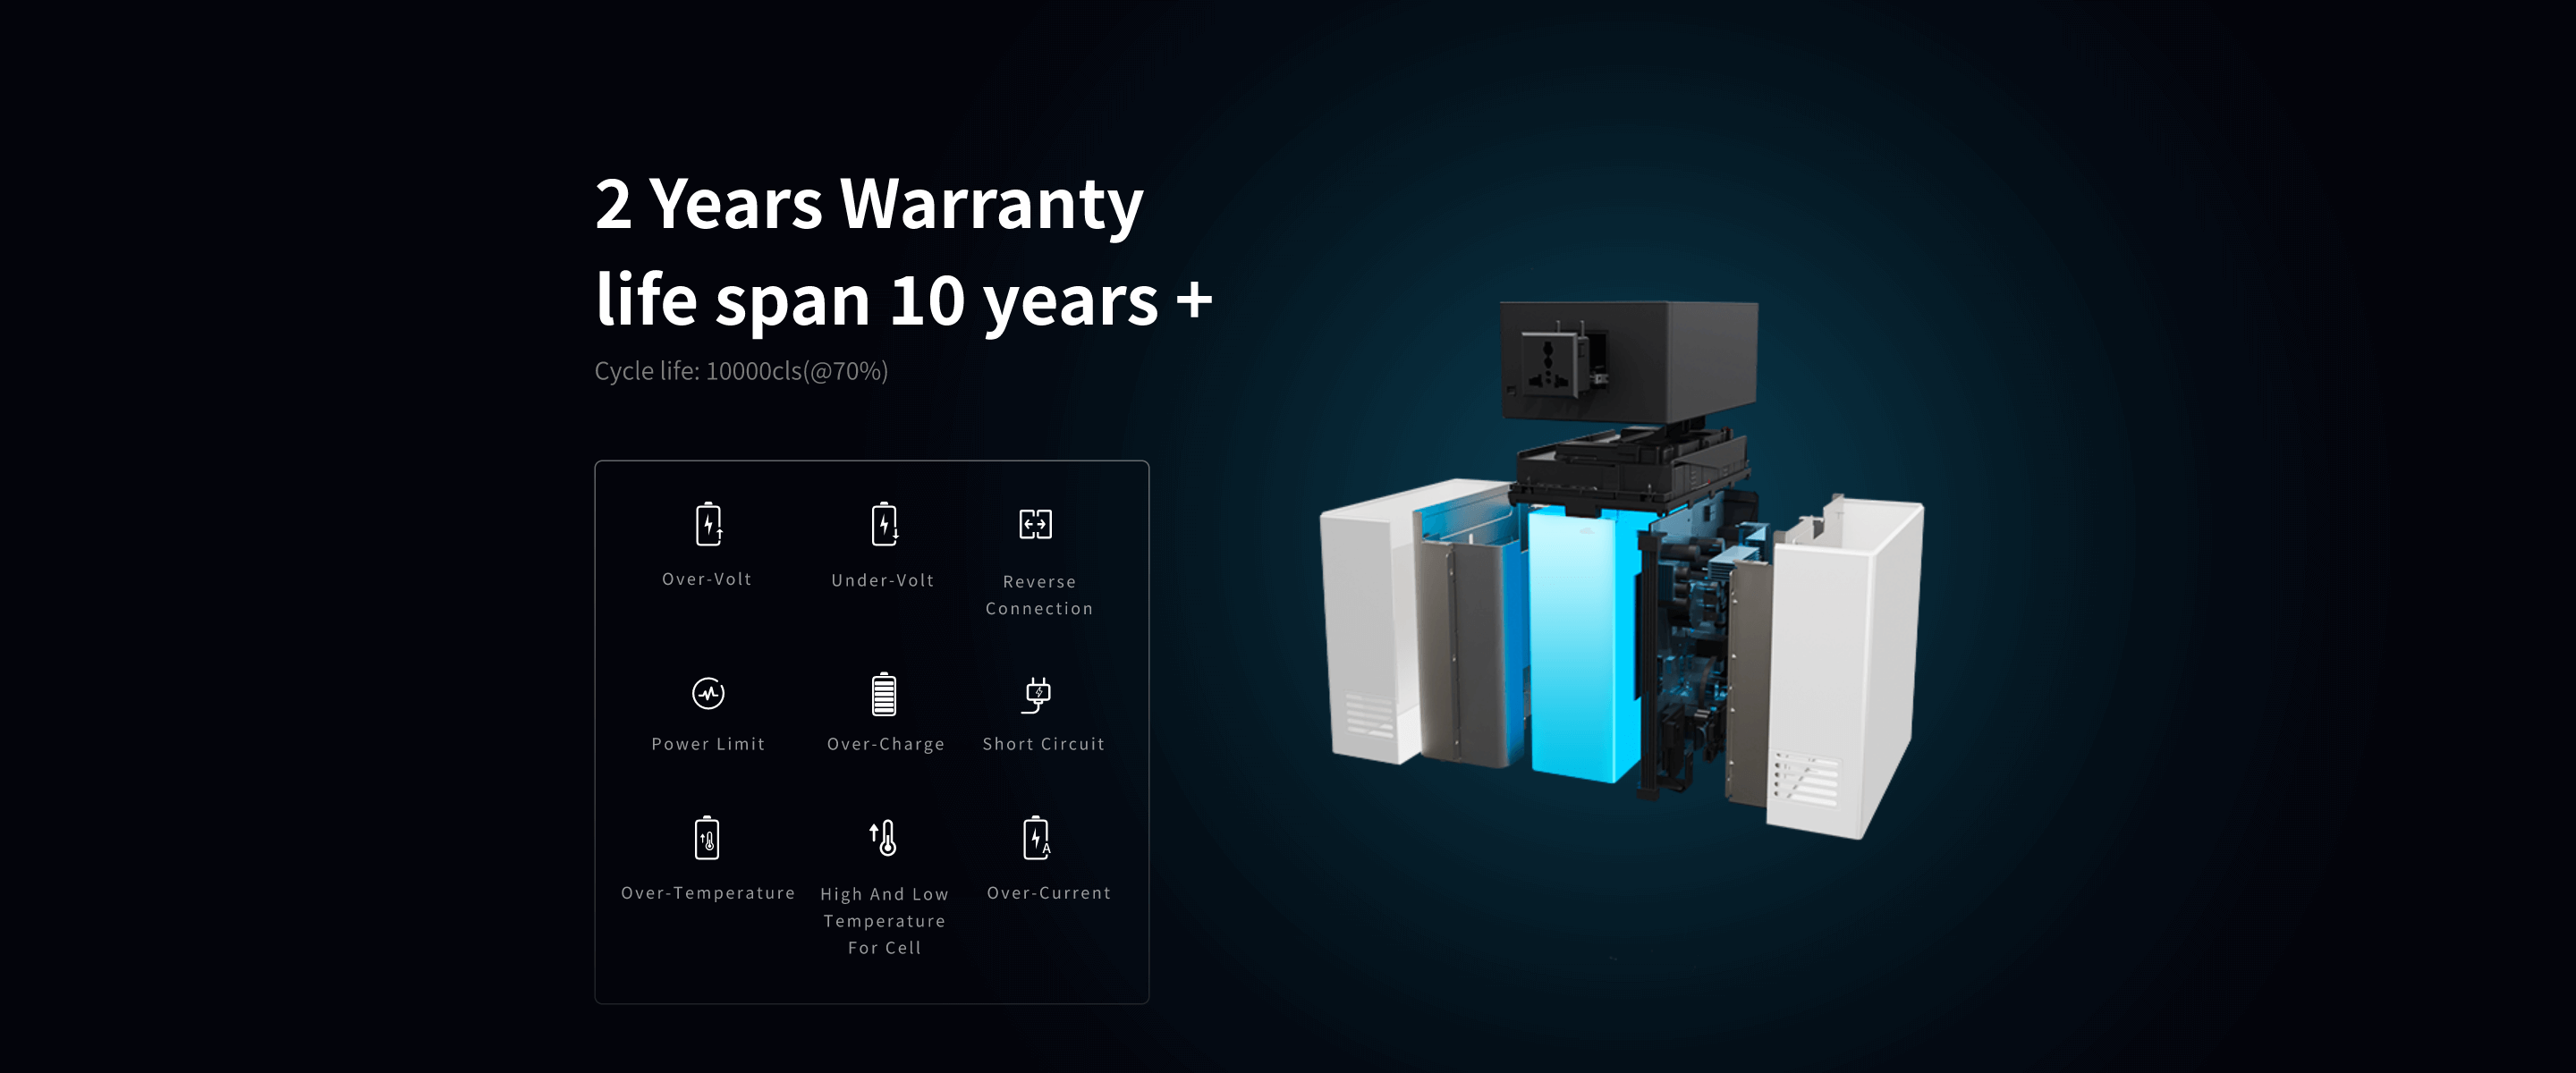 2 Years Warranty
life span 10 years +
Cycle life: 10000cls(@70%)
Over-Volt
Under-Volt
Reverse
Connection
Power Limit
Over-Charge
Short Circuit
Over-Temperature
High And Low
Temperature
For Cell
Over-Current
A